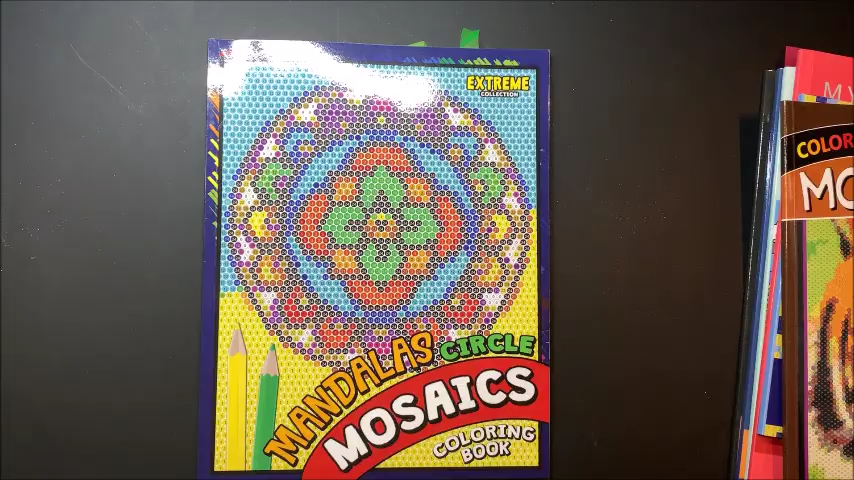 EXTREME
COLLECTION
MANDALAS CIRCLE
MOSAICS
COLORING
BOOK
M Y
COLOR
MO